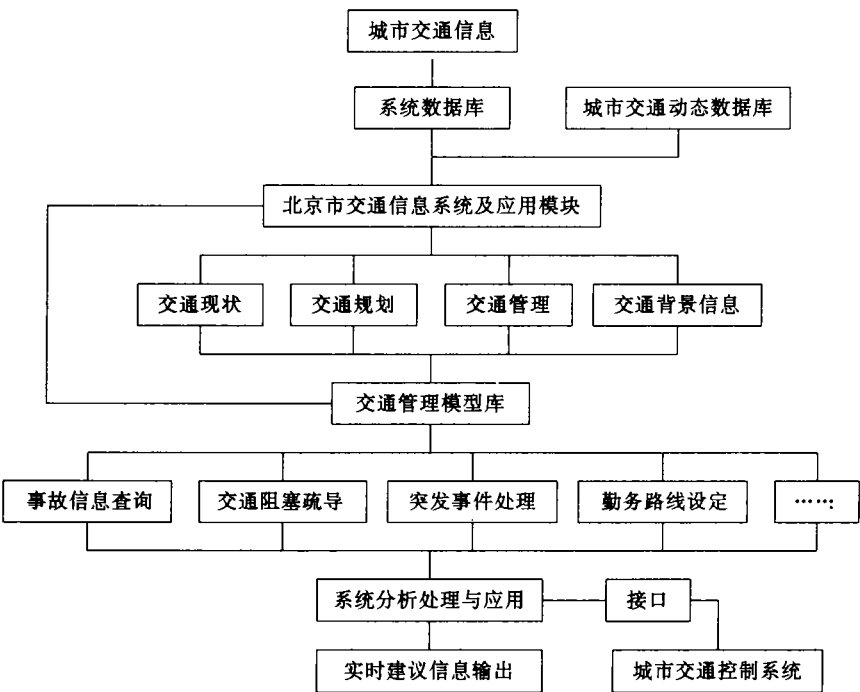 城市交通信息
系统数据库
城市交通动态数据库
北京市交通信息系统及应用模块
交通现状
交通规划
交通管理
交通背景信息
交通管理模型库
事故信息查询
交通阻塞疏导
突发事件处理
勤务路线设定
……:
系统分析处理与应用
接口
实时建议信息输出
城市交通控制系统